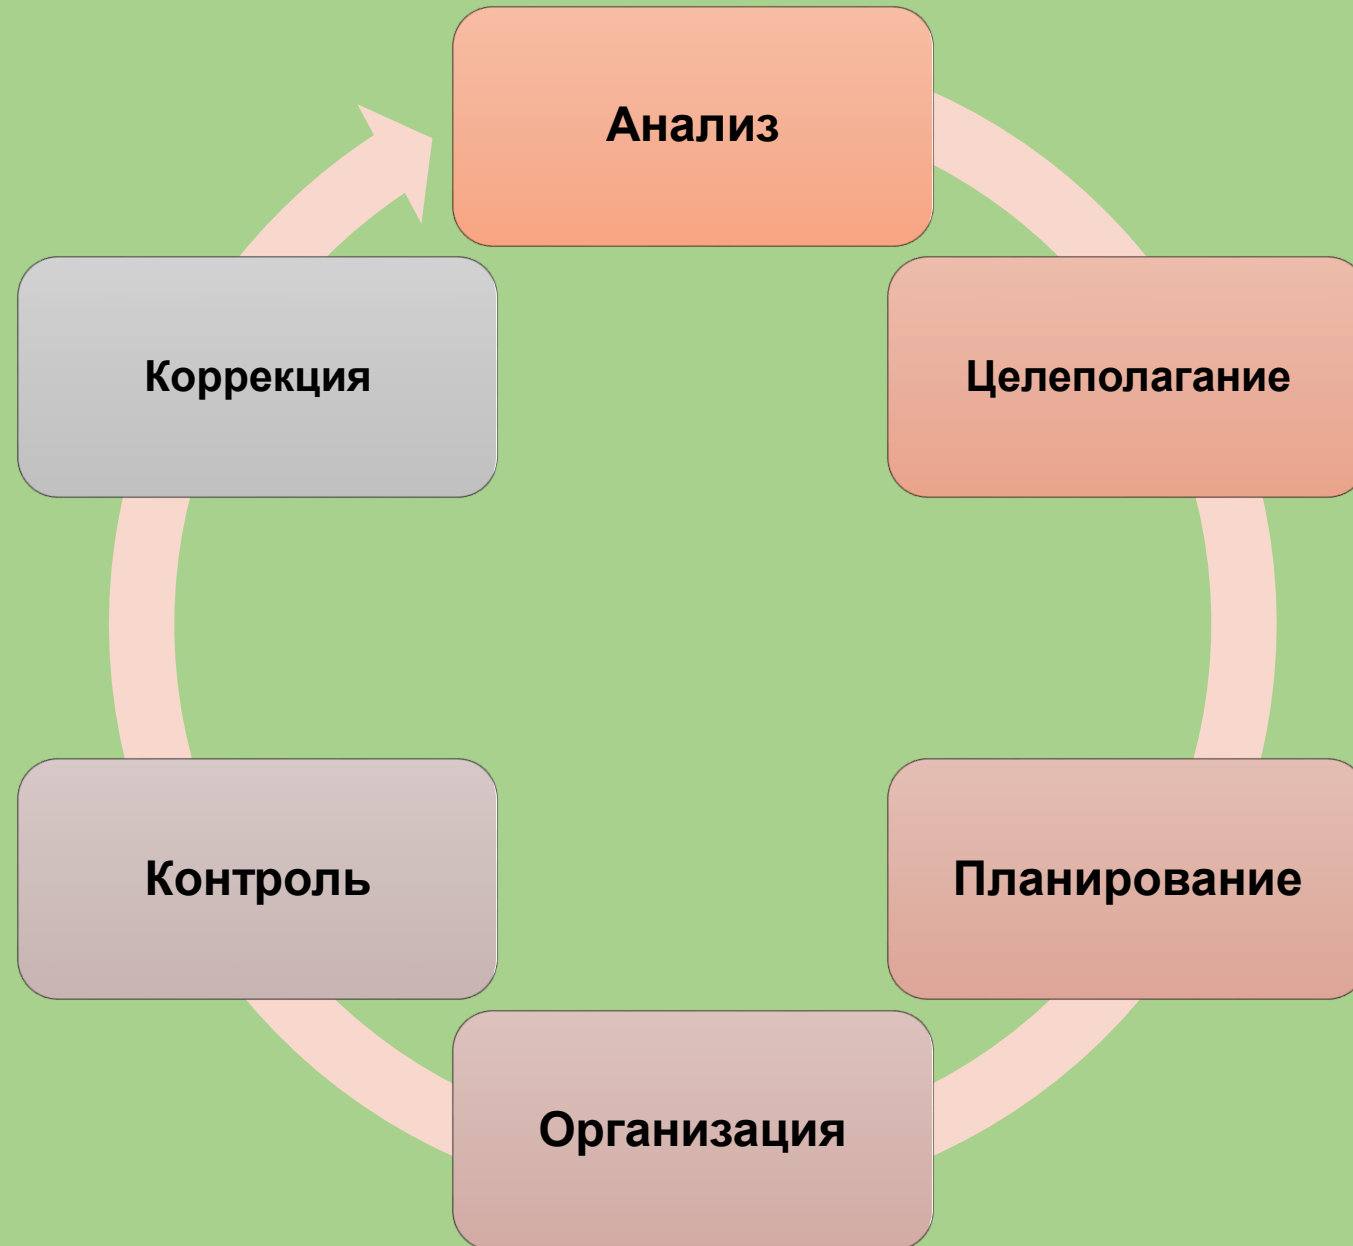 Анализ
Целеполагание
Планирование
Организация
Контроль
Коррекция